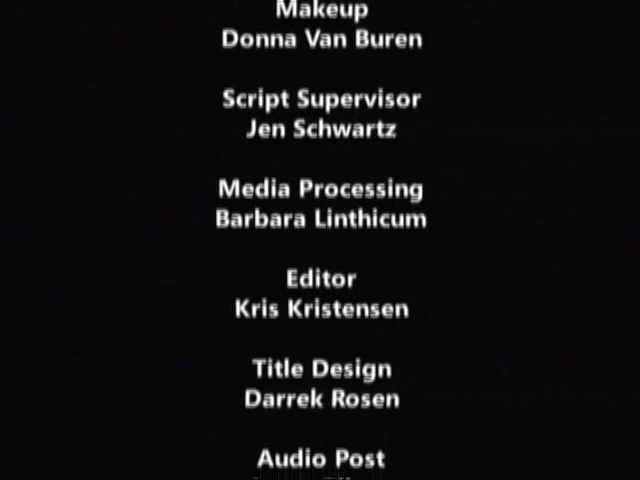 Makeup
Donna Van Buren
Script Supervisor
Jen Schwartz
Media Processing
Barbara Linthicum
Editor
Kris Kristensen
Title Design
Darrek Rosen
Audio Post